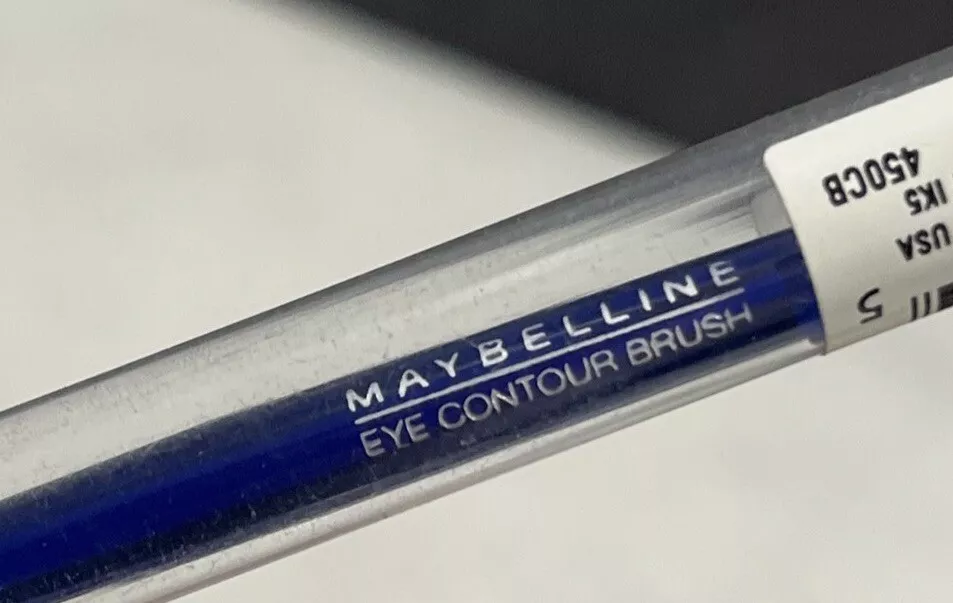 MAYBELLINE
EYE CONTOUR BRUSH
450CB
IK5
USA
5